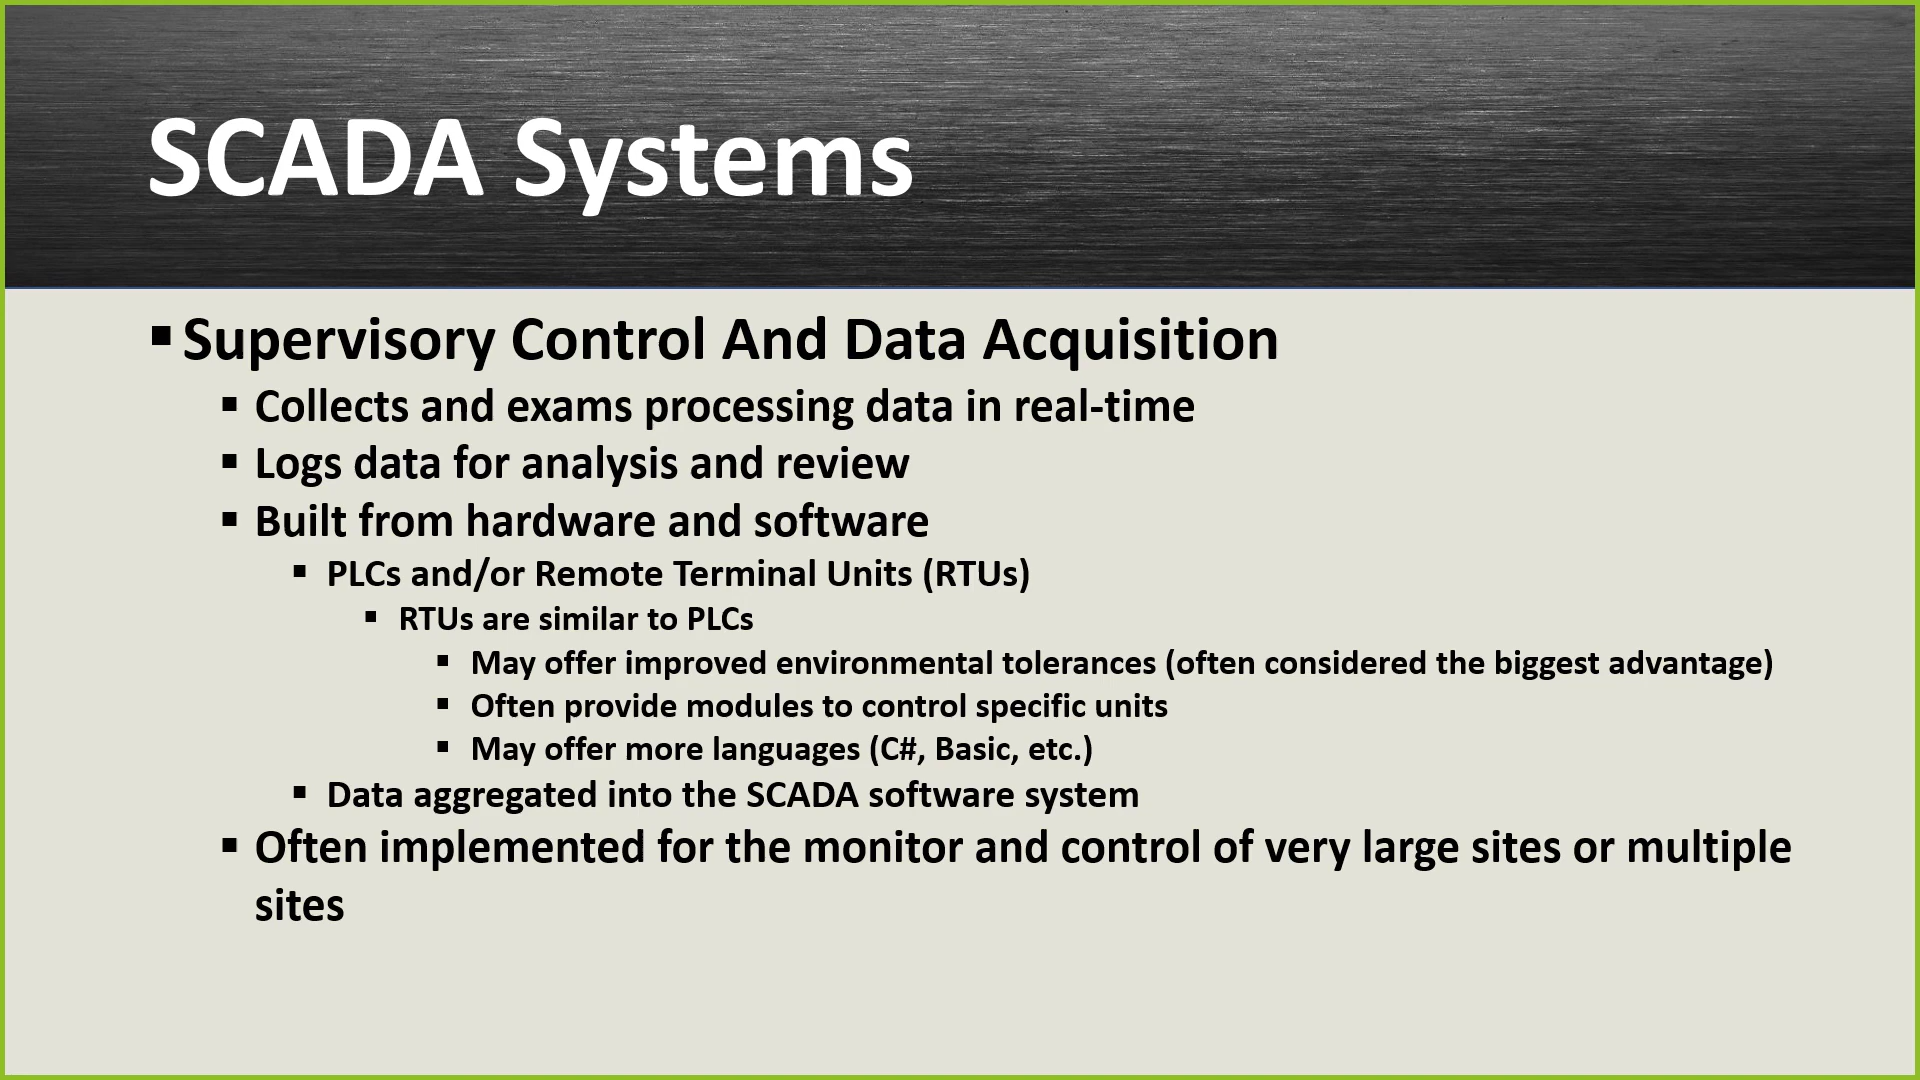 SCADA Systems
▪ Supervisory Control And Data Acquisition
▪ Collects and exams processing data in real-time
▪ Logs data for analysis and review
▪ Built from hardware and software
▪ PLCs and/or Remote Terminal Units (RTUs)
▪ RTUs are similar to PLCs
▪ May offer improved environmental tolerances (often considered the biggest advantage)
▪ Often provide modules to control specific units
▪ May offer more languages (C#, Basic, etc.)
▪ Data aggregated into the SCADA software system
▪ Often implemented for the monitor and control of very large sites or multiple
sites